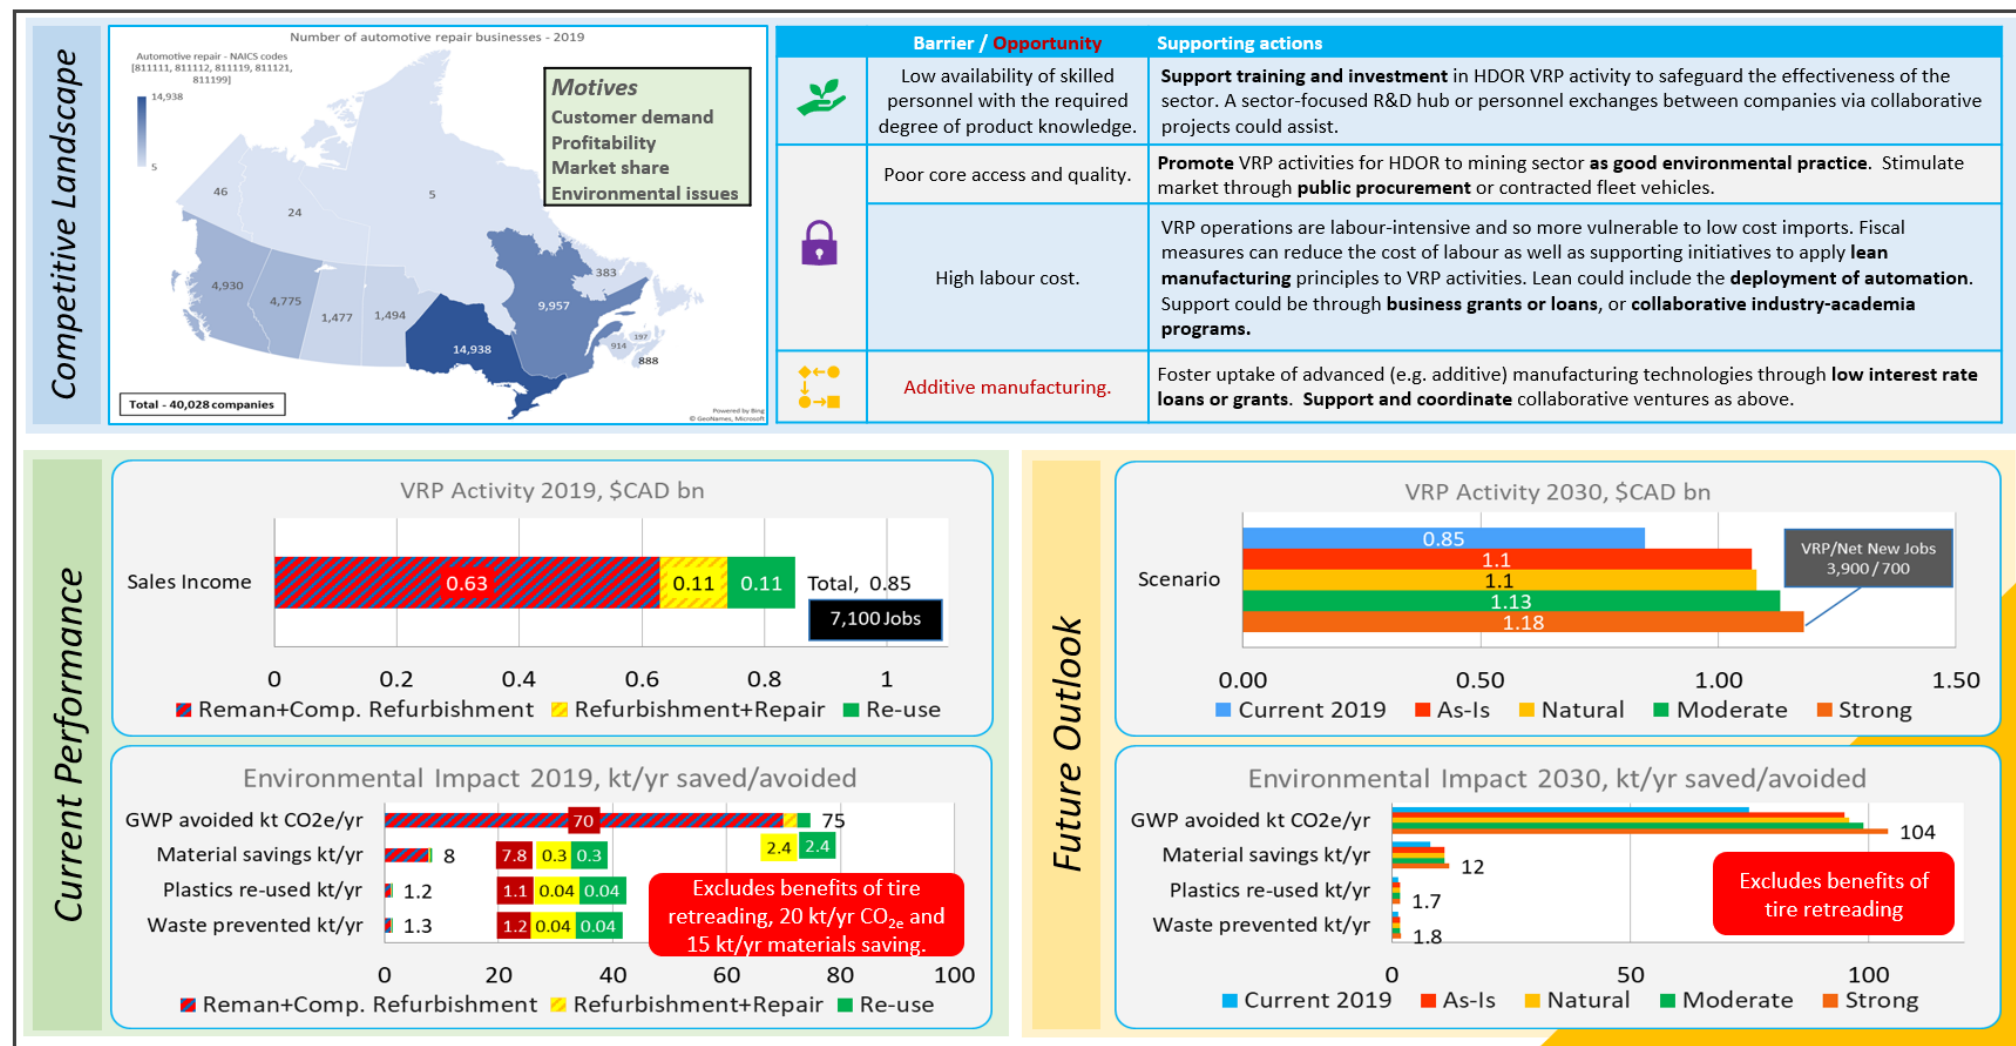 Competitive Landscape
Number of automotive repair businesses - 2019
Automotive repair - NAICS codes
[811111, 811112, 811119, 811121,
811199]
14,938
5
Motives
Customer demand
Profitability
Market share
Environmental issues
46
24
5
4,930
4,775
1,477
1,494
14,938
9,957
383
197
914
888
Total - 40,028 companies
Powered by Bing
© GeoNames, Microsoft
Barrier / Opportunity
Supporting actions
Low availability of skilled
personnel with the required
degree of product knowledge.
Support training and investment in HDOR VRP activity to safeguard the effectiveness of the
sector. A sector-focused R&D hub or personnel exchanges between companies via collaborative
projects could assist.
Poor core access and quality.
Promote VRP activities for HDOR to mining sector as good environmental practice. Stimulate
market through public procurement or contracted fleet vehicles.
High labour cost.
VRP operations are labour-intensive and so more vulnerable to low cost imports. Fiscal
measures can reduce the cost of labour as well as supporting initiatives to apply lean
manufacturing principles to VRP activities. Lean could include the deployment of automation.
Support could be through business grants or loans, or collaborative industry-academia
programs.
Additive manufacturing.
Foster uptake of advanced (e.g. additive) manufacturing technologies through low interest rate
loans or grants. Support and coordinate collaborative ventures as above.
Current Performance
VRP Activity 2019, $CAD bn
Sales Income
0.63
0.11
0.11
Total, 0.85
7,100 Jobs
0 0.2 0.4 0.6 0.8 1
Reman+Comp. Refurbishment Refurbishment+Repair Re-use
Environmental Impact 2019, kt/yr saved/avoided
GWP avoided kt CO2e/yr
70
75
2.4
2.4
Material savings kt/yr
8
7.8 0.3 0.3
Plastics re-used kt/yr
1.2
1.1 0.04 0.04
Waste prevented kt/yr
1.3
1.2 0.04 0.04
Excludes benefits of tire
retreading, 20 kt/yr CO2e and
15 kt/yr materials saving.
0 20 40 60 80 100
Reman+Comp. Refurbishment Refurbishment+Repair Re-use
Future Outlook
VRP Activity 2030, $CAD bn
Scenario
0.85
1.1
1.1
1.13
1.18
VRP/Net New Jobs
3,900 / 700
0.00 0.50 1.00 1.50
Current 2019 As-Is Natural Moderate Strong
Environmental Impact 2030, kt/yr saved/avoided
GWP avoided kt CO2e/yr
104
Material savings kt/yr
12
Plastics re-used kt/yr
1.7
Waste prevented kt/yr
1.8
Excludes benefits of
tire retreading
0 50 100
Current 2019 As-Is Natural Moderate Strong